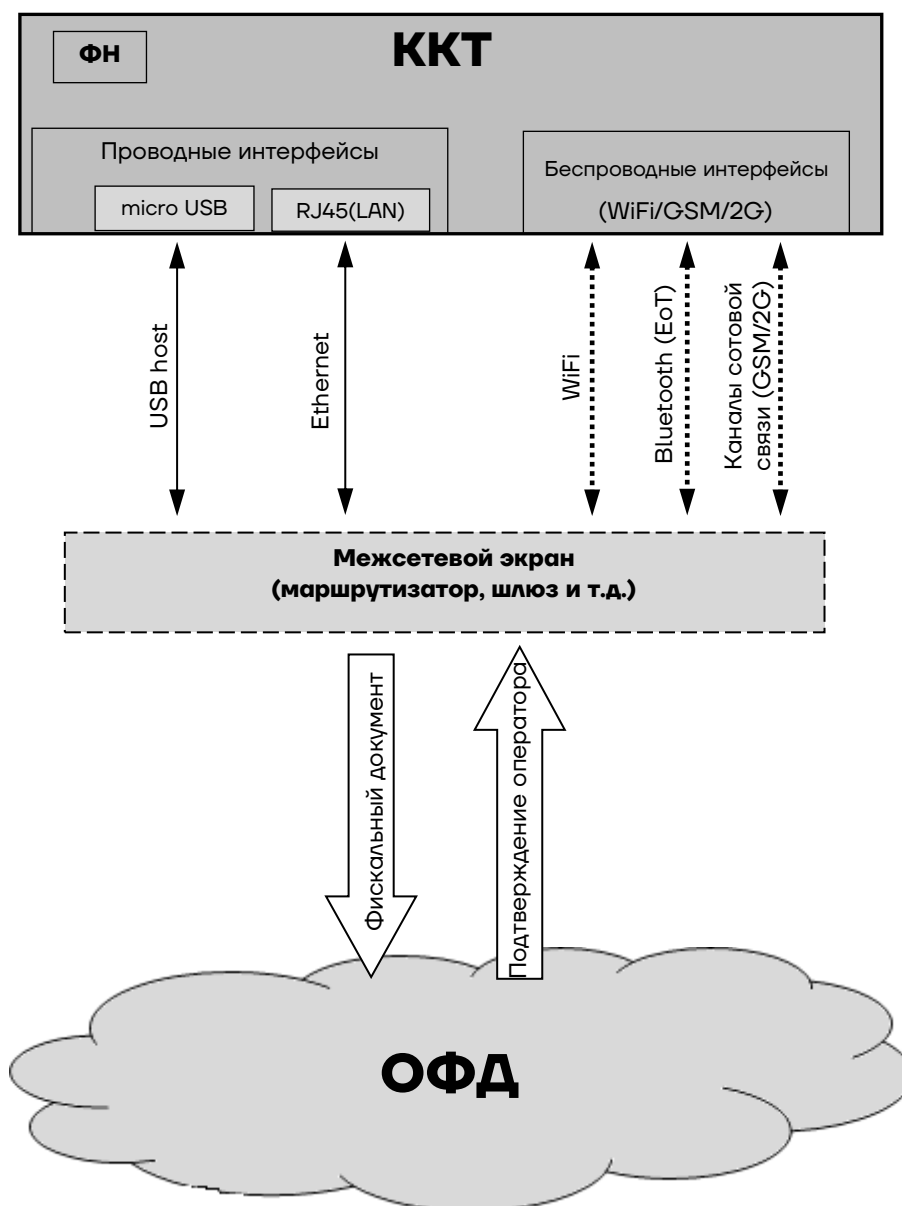 ФН
ККТ
Проводные интерфейсы
micro USB
RJ45(LAN)
Беспроводные интерфейсы
(WiFi/GSM/2G)
USB host
Ethernet
WiFi
Bluetooth (EoT)
Каналы сотовой
связи (GSM/2G)
Межсетевой экран
(маршрутизатор, шлюз и т.д.)
Фискальный документ
Подтверждение оператора
ОФД